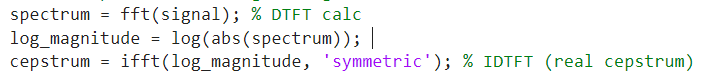 spectrum = fft(signal); % DTFT calc
log_magnitude = log(abs(spectrum));
cepstrum = ifft(log_magnitude, 'symmetric'); % IDTFT (real cepstrum)